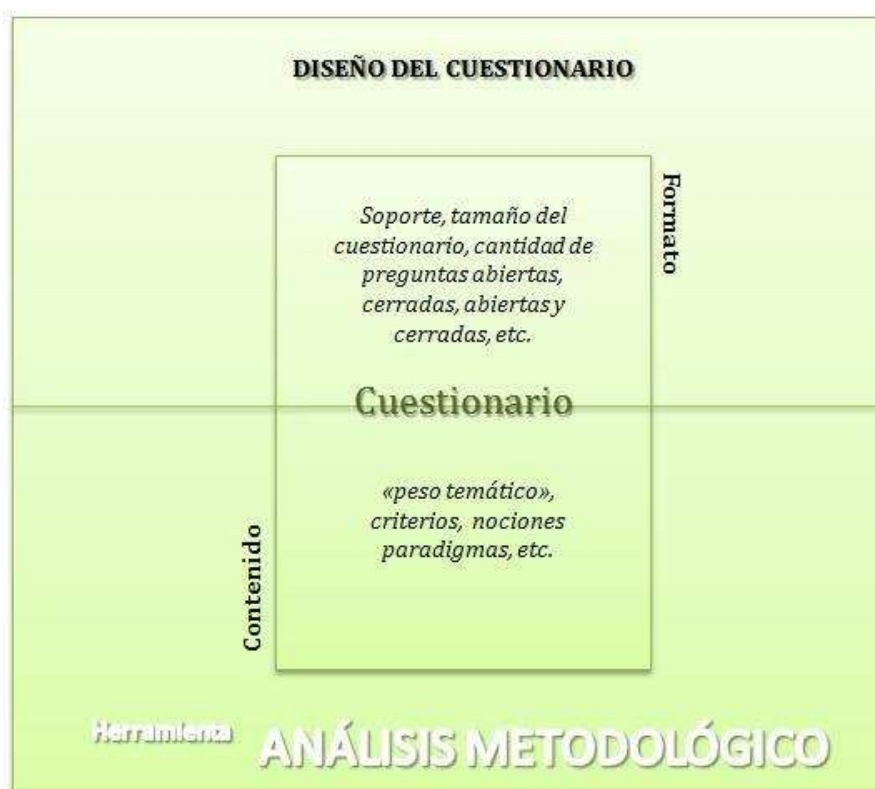 DISEÑO DEL CUESTIONARIO
Formato
Soporte, tamaño del
cuestionario, cantidad de
preguntas abiertas,
cerradas, abiertas y
cerradas, etc.
Cuestionario
«peso temático»,
criterios, nociones
paradigmas, etc.
Contenido
Herramienta
ANÁLISIS METODOLÓGICO